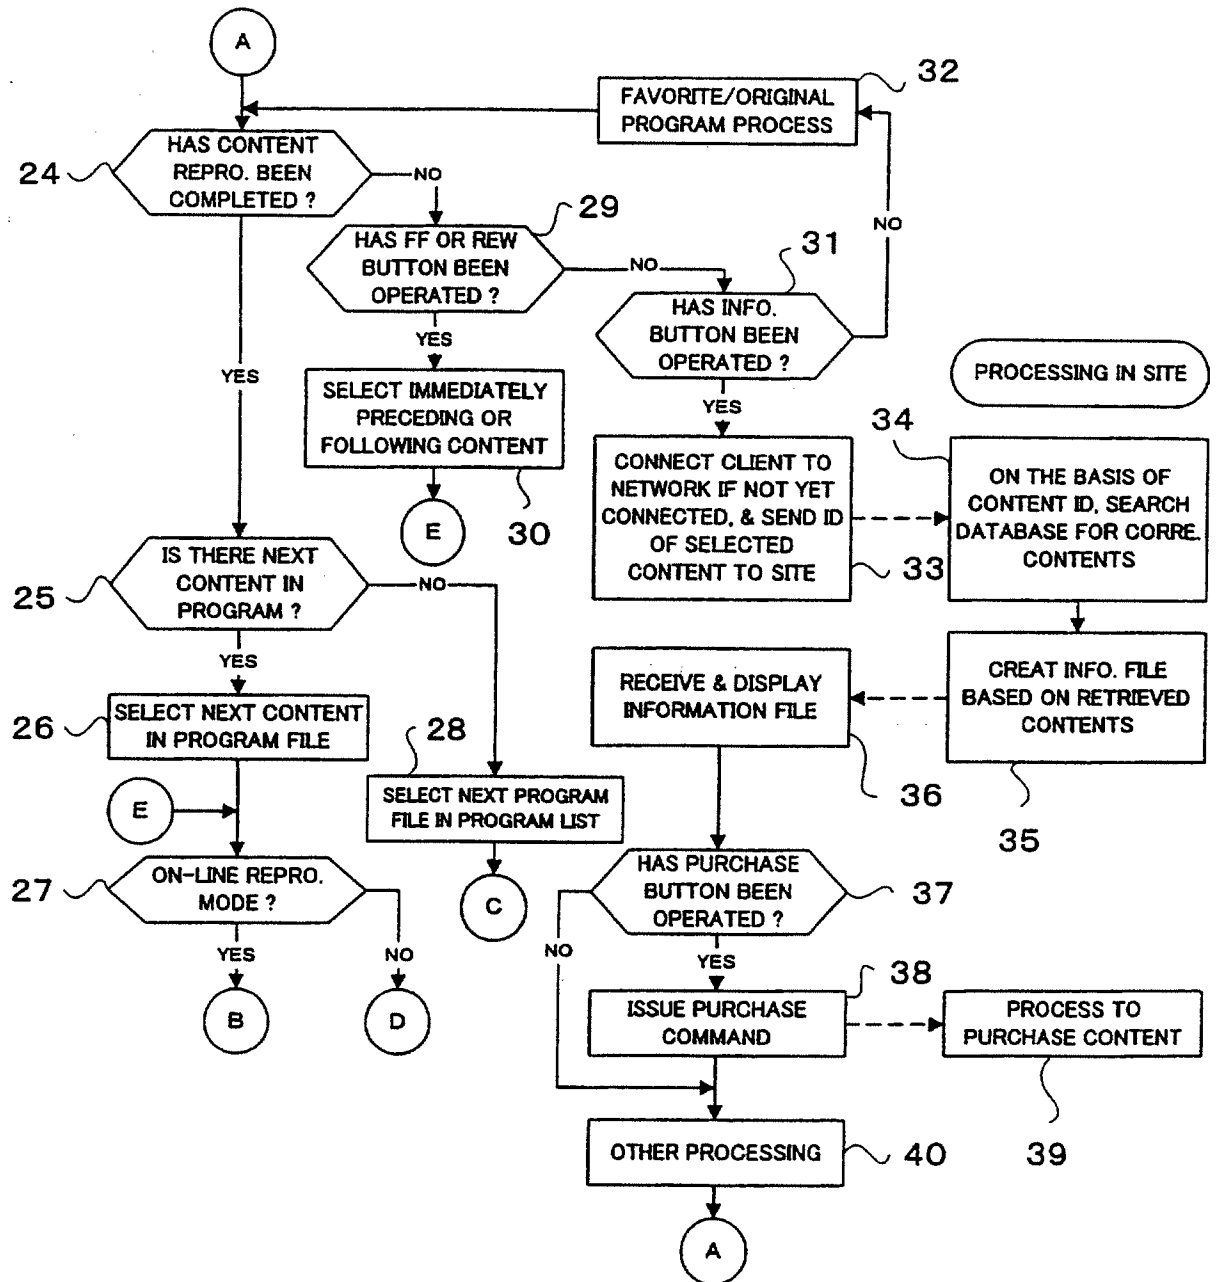 A
32
FAVORITE/ORIGINAL
PROGRAM PROCESS
24
HAS CONTENT
REPRO. BEEN
COMPLETED ?
NO
29
HAS FF OR REW
BUTTON BEEN
OPERATED ?
NO
31
NO
HAS INFO.
BUTTON BEEN
OPERATED ?
YES
YES
SELECT IMMEDIATELY
PRECEDING OR
FOLLOWING CONTENT
30
E
YES
PROCESSING IN SITE
34
CONNECT CLIENT TO
NETWORK IF NOT YET
CONNECTED, & SEND ID
OF SELECTED
CONTENT TO SITE
33
ON THE BASIS OF
CONTENT ID, SEARCH
DATABASE FOR CORRE.
CONTENTS
25
IS THERE NEXT
CONTENT IN
PROGRAM ?
NO
YES
26
SELECT NEXT CONTENT
IN PROGRAM FILE
28
SELECT NEXT PROGRAM
FILE IN PROGRAM LIST
C
RECEIVE & DISPLAY
INFORMATION FILE
36
CREAT INFO. FILE
BASED ON RETRIEVED
CONTENTS
35
E
27
ON-LINE REPRO.
MODE ?
YES
NO
B
D
HAS PURCHASE
BUTTON BEEN
OPERATED ?
37
NO
YES
38
ISSUE PURCHASE
COMMAND
PROCESS TO
PURCHASE CONTENT
39
OTHER PROCESSING
40
A